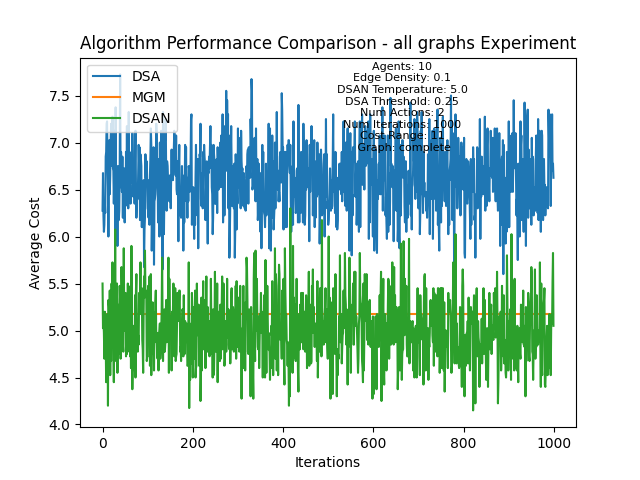 Algorithm Performance Comparison - all graphs Experiment
DSA
MGM
DSAN
Agents: 10
Edge Density: 0.1
DSAN Temperature: 5.0
DSA Threshold: 0.25
Num Actions: 2
Num Iterations: 1000
Cost Range: 11
Graph: complete
Average Cost
7.5
7.0
6.5
6.0
5.5
5.0
4.5
4.0
0 200 400 600 800 1000
Iterations